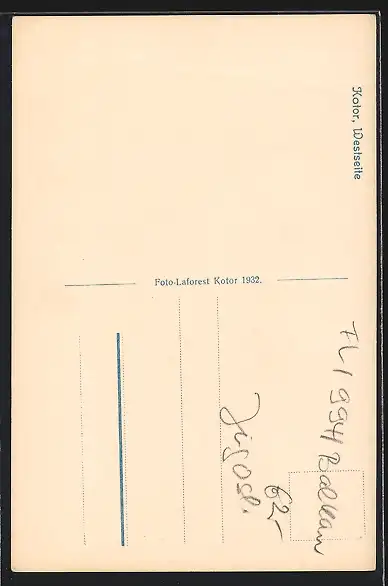 Kotor, Westseite
Foto-Laforest Kotor 1932.
FL 1994 Balkan
62,-
Jugosl.